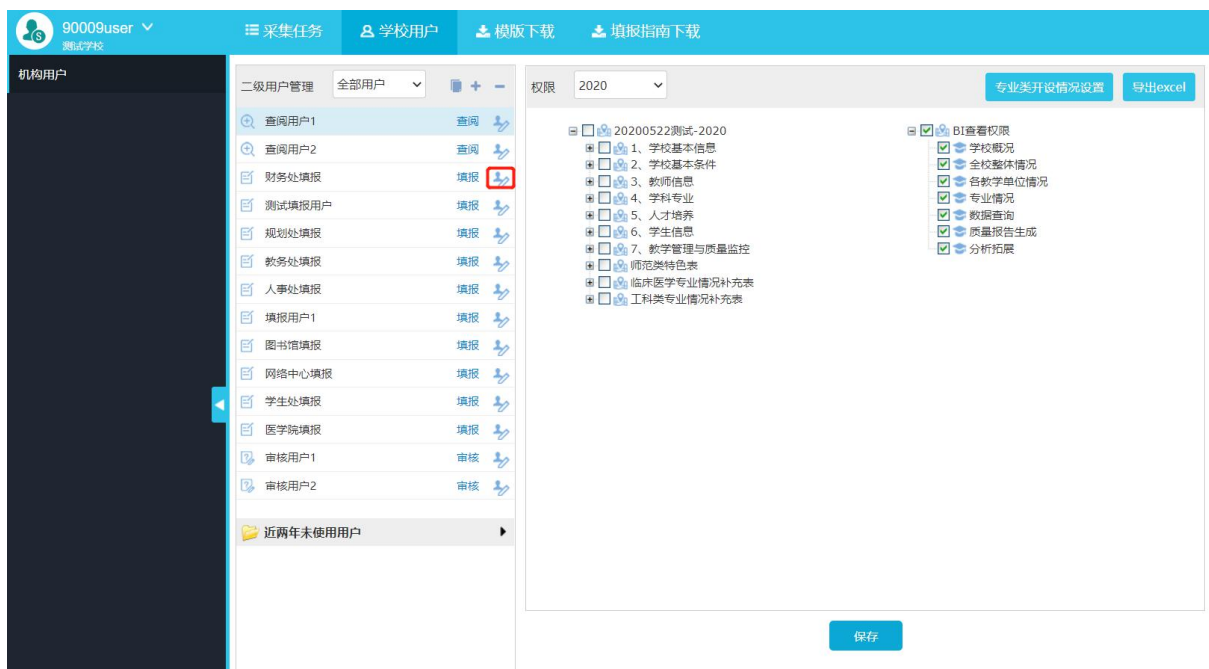 90009user
测试学校
采集任务
学校用户
模版下载
填报指南下载
机构用户
二级用户管理 全部用户
查阅用户1 查阅
查阅用户2 查阅
财务处填报 填报
测试填报用户 填报
规划处填报 填报
教务处填报 填报
人事处填报 填报
填报用户1 填报
图书馆填报 填报
网络中心填报 填报
学生处填报 填报
医学院填报 填报
审核用户1 审核
审核用户2 审核
近两年未使用用户
权限 2020 专业类开设情况设置 导出excel
20200522测试-2020
1、学校基本信息
2、学校基本条件
3、教师信息
4、学科专业
5、人才培养
6、学生信息
7、教学管理与质量监控
师范类特色表
临床医学专业情况补充表
工科类专业情况补充表
BI查看权限
学校概况
全校整体情况
各教学单位情况
专业情况
数据查询
质量报告生成
分析拓展
保存